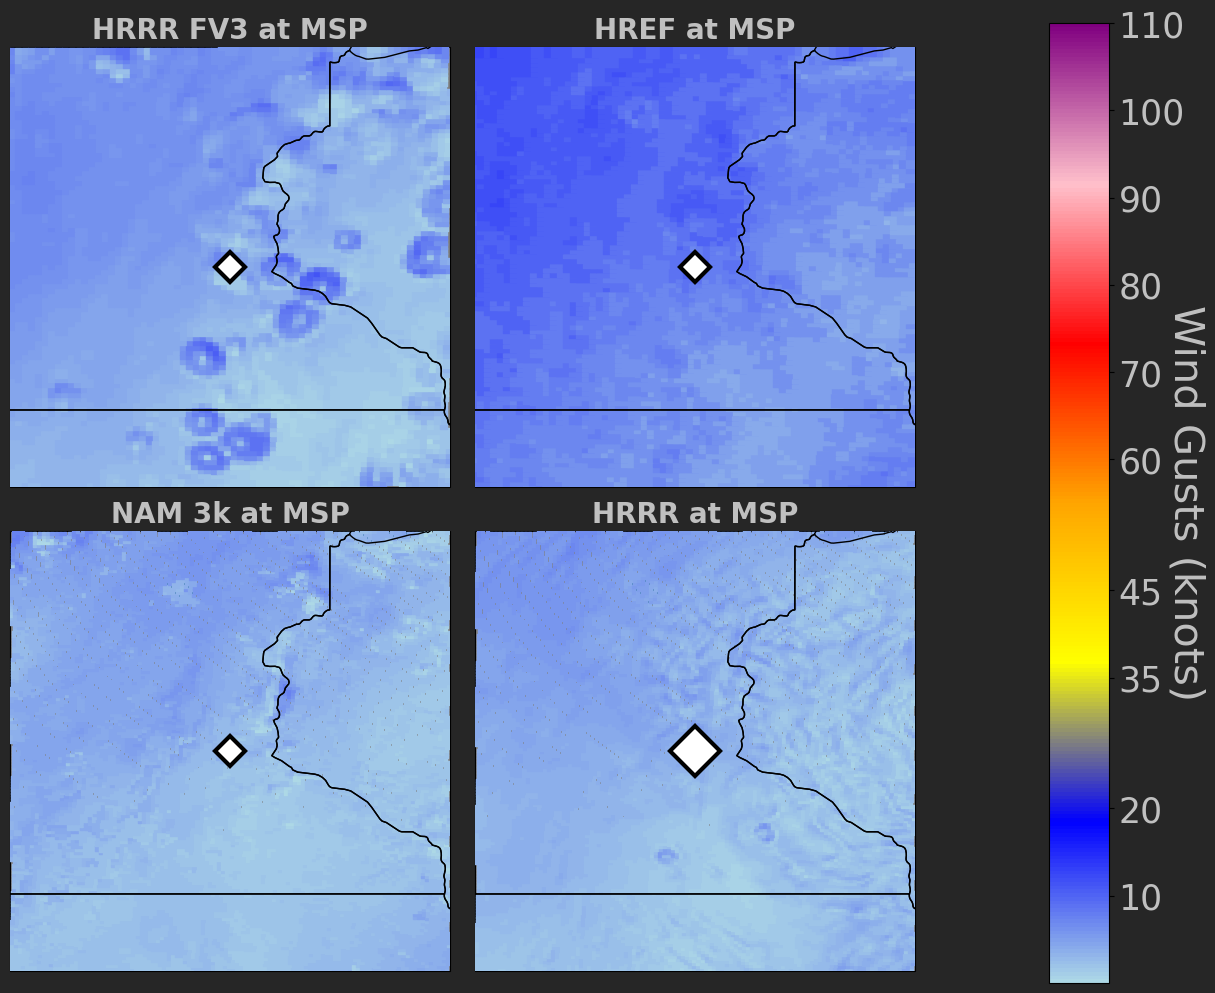 HRRR FV3 at MSP
HREF at MSP
NAM 3k at MSP
HRRR at MSP
110
100
90
80
70
60
45
35
20
10
Wind Gusts (knots)